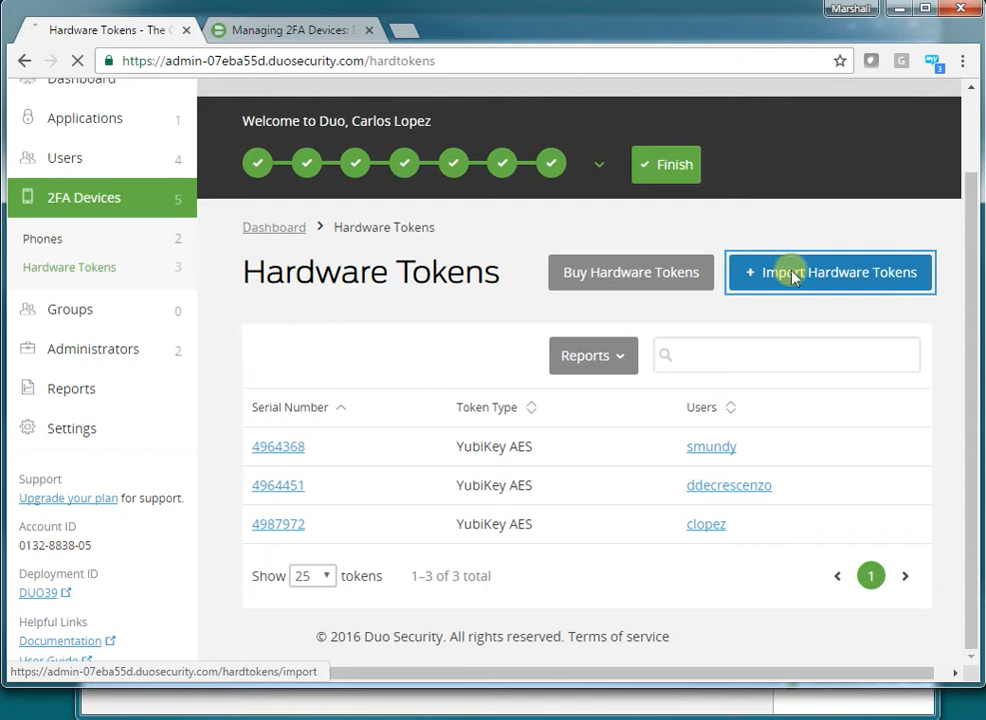 Marshall
Hardware Tokens - The
Managing 2FA Devices:
https://admin-07eba55d.duosecurity.com/hardtokens
Dashboard
Applications 1
Users 4
2FA Devices 5
Phones 2
Hardware Tokens 3
Groups 0
Administrators 2
Reports
Settings
Support
Upgrade your plan for support.
Account ID
0132-8838-05
Deployment ID
DUO39
Helpful Links
Documentation
User Guide
Welcome to Duo, Carlos Lopez
Finish
Dashboard Hardware Tokens
Hardware Tokens
Buy Hardware Tokens
+ Import Hardware Tokens
Reports
Serial Number Token Type Users
4964368 YubiKey AES smundy
4964451 YubiKey AES ddecrescenzo
4987972 YubiKey AES clopez
Show 25 tokens 1–3 of 3 total
1
© 2016 Duo Security. All rights reserved. Terms of service
https://admin-07eba55d.duosecurity.com/hardtokens/import